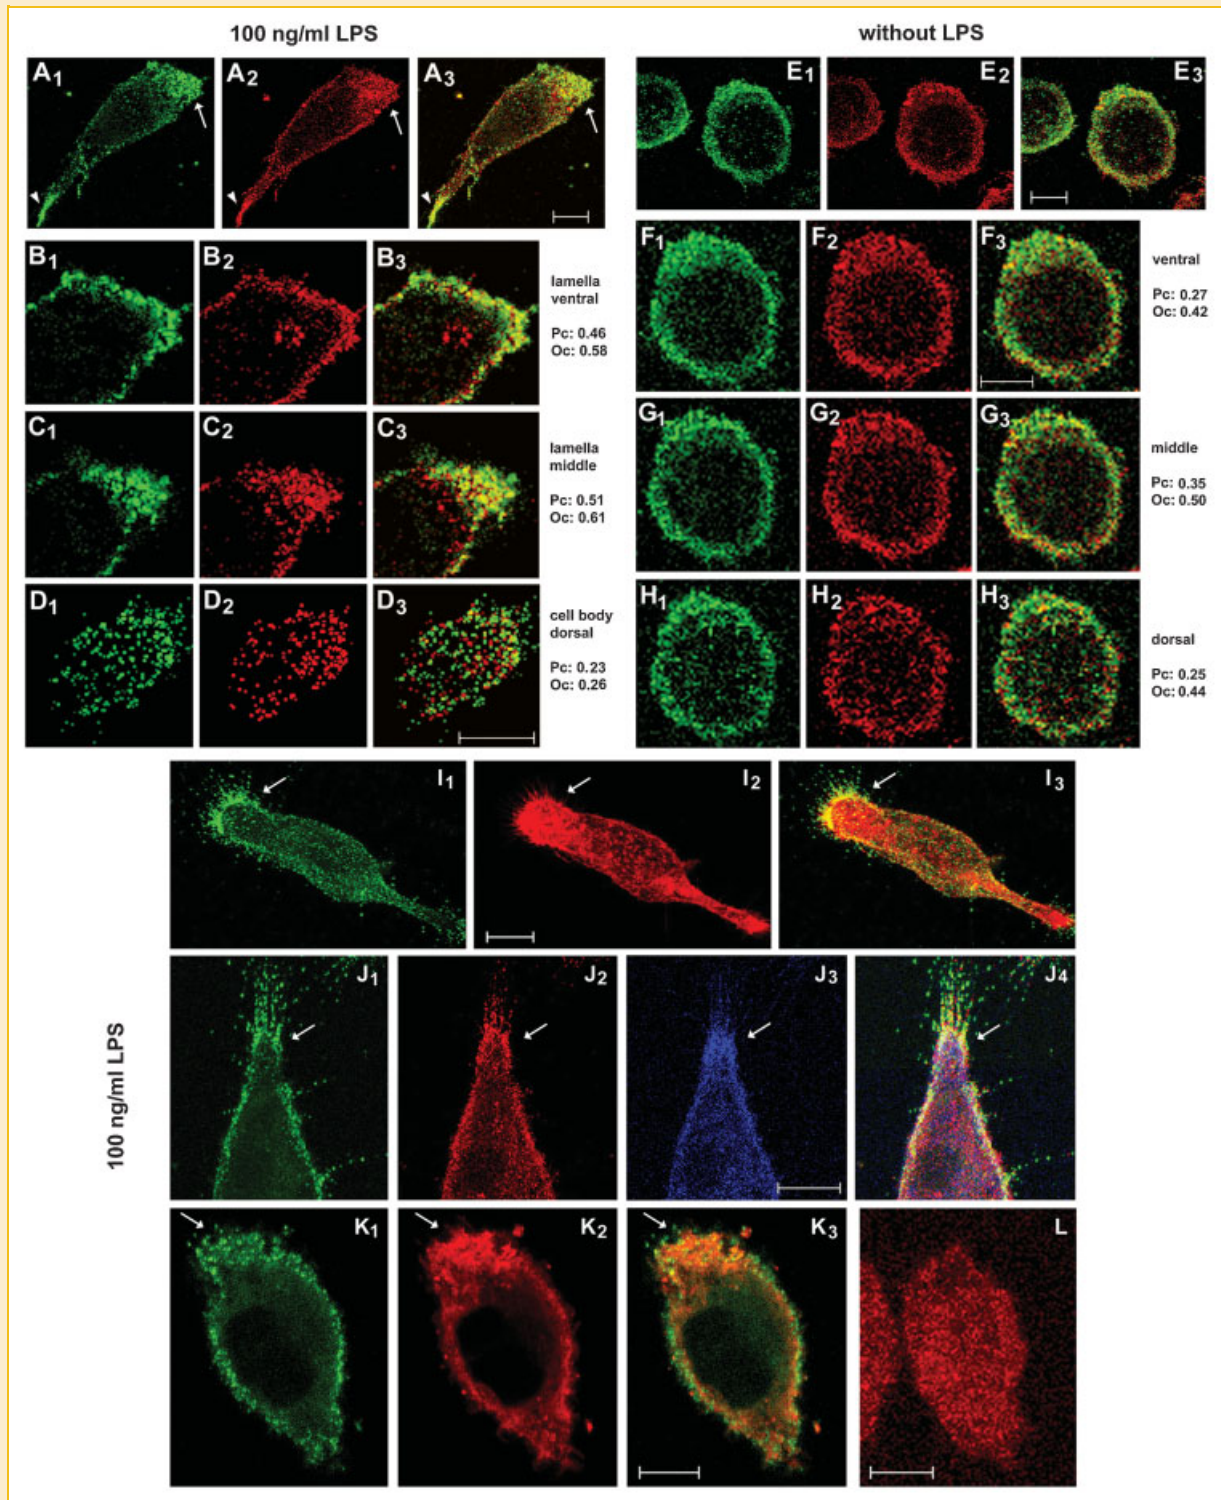 100 ng/ml LPS
without LPS
A1 A2 A3
E1 E2 E3
B1 B2 B3
lamella
ventral
Pc: 0.46
Oc: 0.58
F1 F2 F3
ventral
Pc: 0.27
Oc: 0.42
C1 C2 C3
lamella
middle
Pc: 0.51
Oc: 0.61
G1 G2 G3
middle
Pc: 0.35
Oc: 0.50
D1 D2 D3
cell body
dorsal
Pc: 0.23
Oc: 0.26
H1 H2 H3
dorsal
Pc: 0.25
Oc: 0.44
100 ng/ml LPS
I1 I2 I3
J1 J2 J3 J4
K1 K2 K3 L